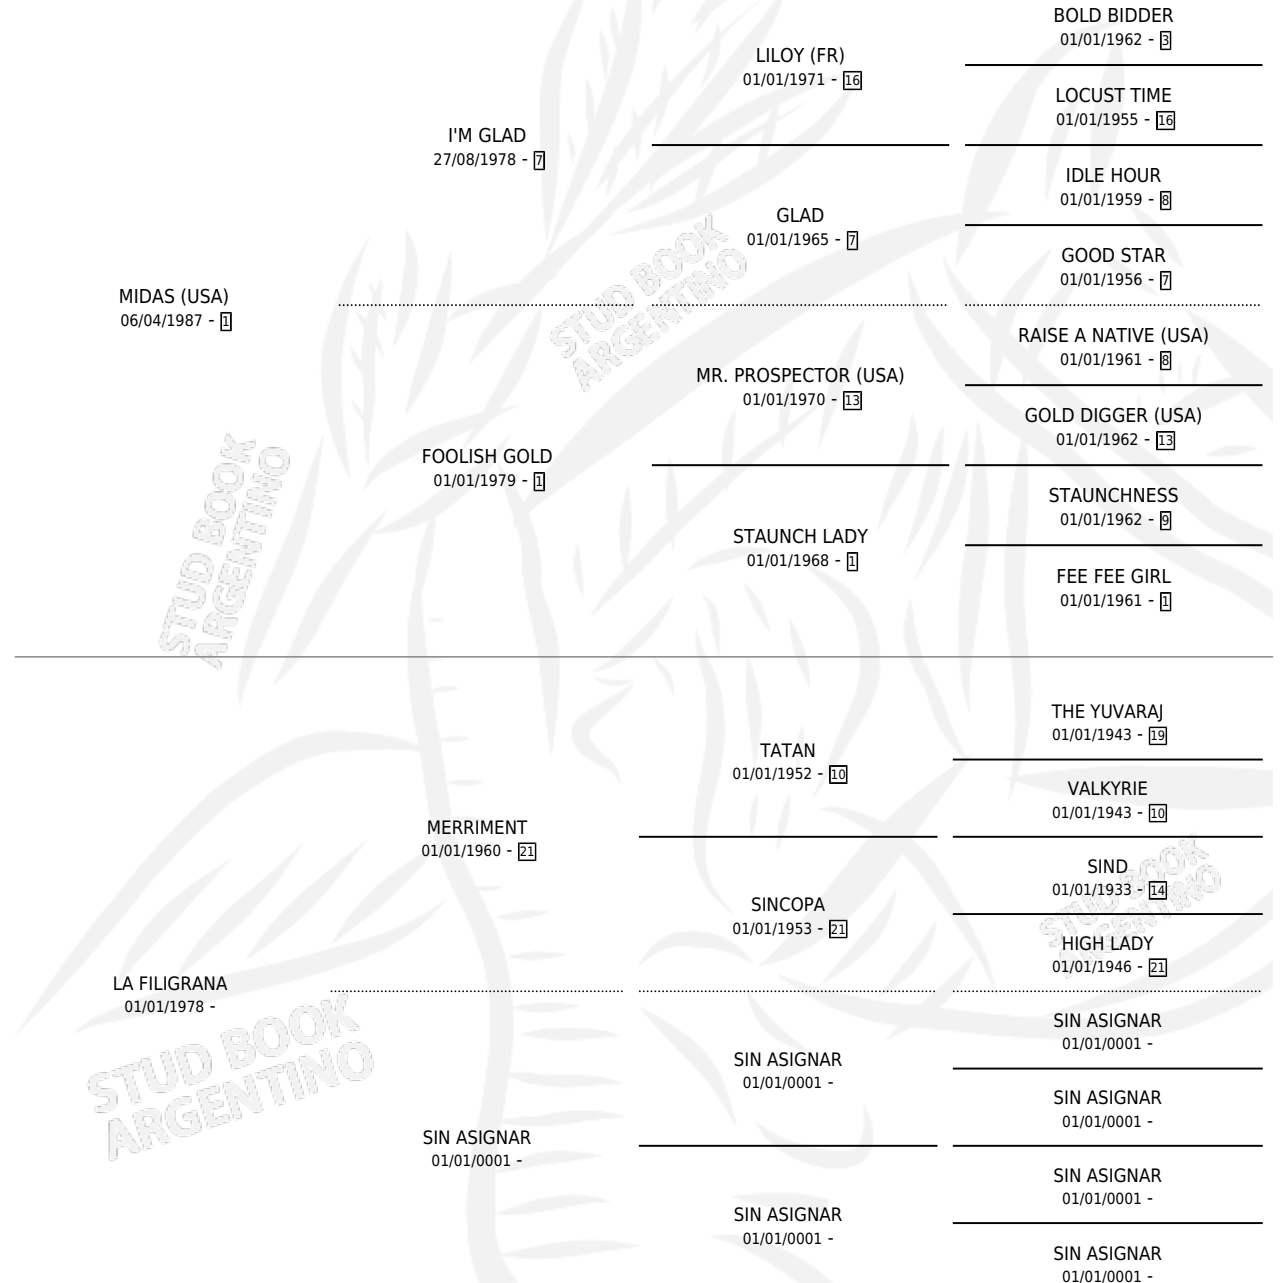 BOLD BIDDER
01/01/1962 - 3
LILOY (FR)
01/01/1971 - 16
LOCUST TIME
01/01/1955 - 16
I'M GLAD
27/08/1978 - 7
IDLE HOUR
01/01/1959 - 8
GLAD
01/01/1965 - 7
GOOD STAR
01/01/1956 - 7
MIDAS (USA)
06/04/1987 - 1
RAISE A NATIVE (USA)
01/01/1961 - 8
MR. PROSPECTOR (USA)
01/01/1970 - 13
GOLD DIGGER (USA)
01/01/1962 - 13
FOOLISH GOLD
01/01/1979 - 1
STAUNCHNESS
01/01/1962 - 9
STAUNCH LADY
01/01/1968 - 1
FEE FEE GIRL
01/01/1961 - 1
THE YUVARAJ
01/01/1943 - 19
TATAN
01/01/1952 - 10
VALKYRIE
01/01/1943 - 10
MERRIMENT
01/01/1960 - 21
SIND
01/01/1933 - 14
SINCOPA
01/01/1953 - 21
HIGH LADY
01/01/1946 - 21
LA FILIGRANA
01/01/1978 -
SIN ASIGNAR
01/01/0001 -
SIN ASIGNAR
01/01/0001 -
SIN ASIGNAR
01/01/0001 -
SIN ASIGNAR
01/01/0001 -
SIN ASIGNAR
01/01/0001 -
SIN ASIGNAR
01/01/0001 -
SIN ASIGNAR
01/01/0001 -
STUD BOOK
ARGENTINO
STUD BOOK
ARGENTINO
STUD BOOK
ARGENTINO
STUD BOOK
ARGENTINO